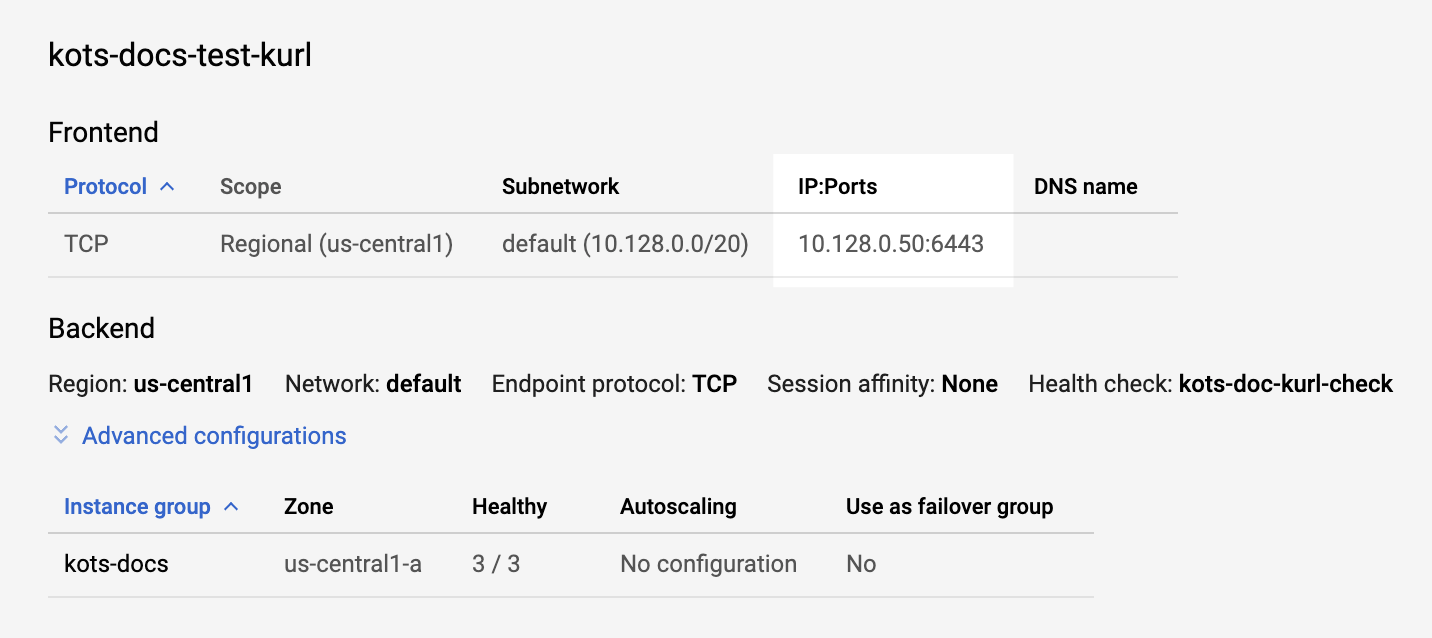 kots-docs-test-kurl
Frontend
Protocol Scope Subnetwork IP:Ports DNS name
TCP Regional (us-central1) default (10.128.0.0/20) 10.128.0.50:6443
Backend
Region: us-central1 Network: default Endpoint protocol: TCP Session affinity: None Health check: kots-doc-kurl-check
Advanced configurations
Instance group Zone Healthy Autoscaling Use as failover group
kots-docs us-central1-a 3 / 3 No configuration No